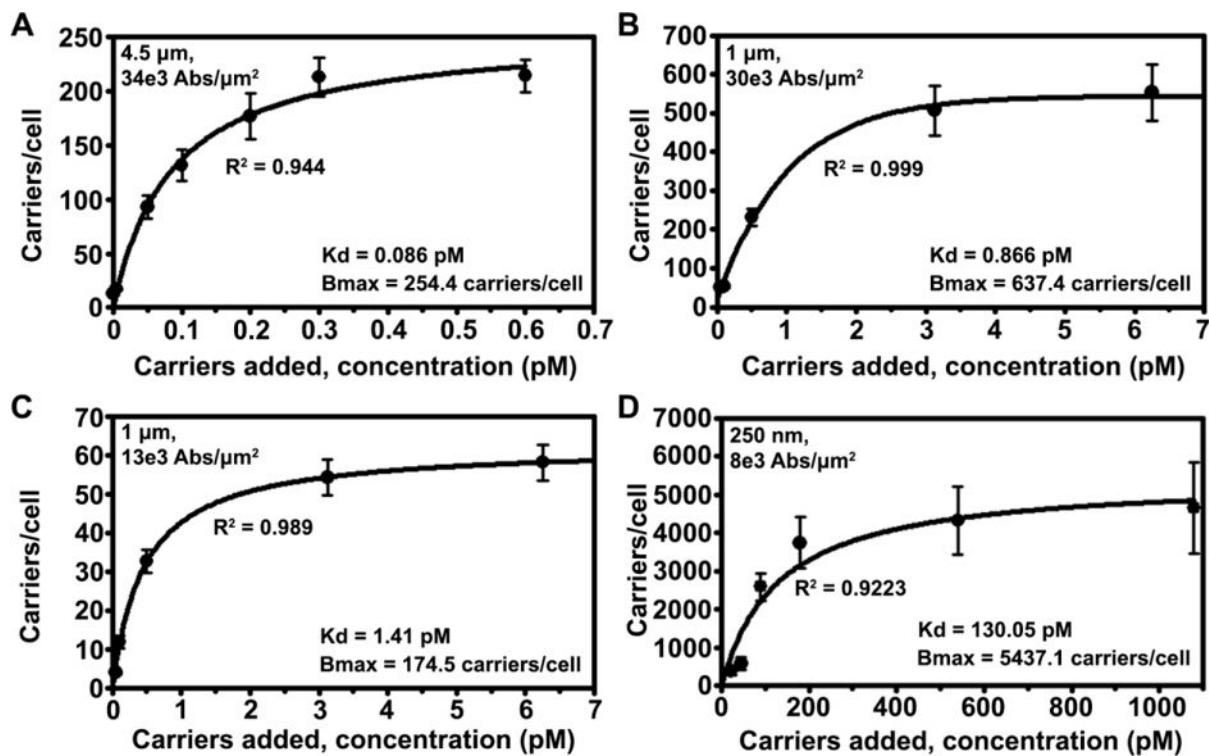 A
250
200
150
100
50
0
Carriers/cell
4.5 µm,
34e3 Abs/µm²
R² = 0.944
Kd = 0.086 pM
Bmax = 254.4 carriers/cell
0 0.1 0.2 0.3 0.4 0.5 0.6 0.7
Carriers added, concentration (pM)
B
700
600
500
400
300
200
100
0
Carriers/cell
1 µm,
30e3 Abs/µm²
R² = 0.999
Kd = 0.866 pM
Bmax = 637.4 carriers/cell
0 1 2 3 4 5 6 7
Carriers added, concentration (pM)
C
70
60
50
40
30
20
10
0
Carriers/cell
1 µm,
13e3 Abs/µm²
R² = 0.989
Kd = 1.41 pM
Bmax = 174.5 carriers/cell
0 1 2 3 4 5 6 7
Carriers added, concentration (pM)
D
7000
6000
5000
4000
3000
2000
1000
0
Carriers/cell
250 nm,
8e3 Abs/µm²
R² = 0.9223
Kd = 130.05 pM
Bmax = 5437.1 carriers/cell
0 200 400 600 800 1000
Carriers added, concentration (pM)